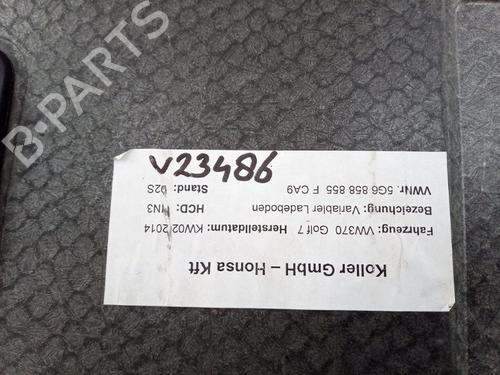 B-PARTS
V23486
Koller GmbH – Honsa Kft
Fahrzeug: VW370 Golf 7 Herstelldatum: KW02/2014
Bezeichnung: Variabler Ladeboden HCD: IN3
VWNr. 5G6 858 855 F CA9 Stand: 02S